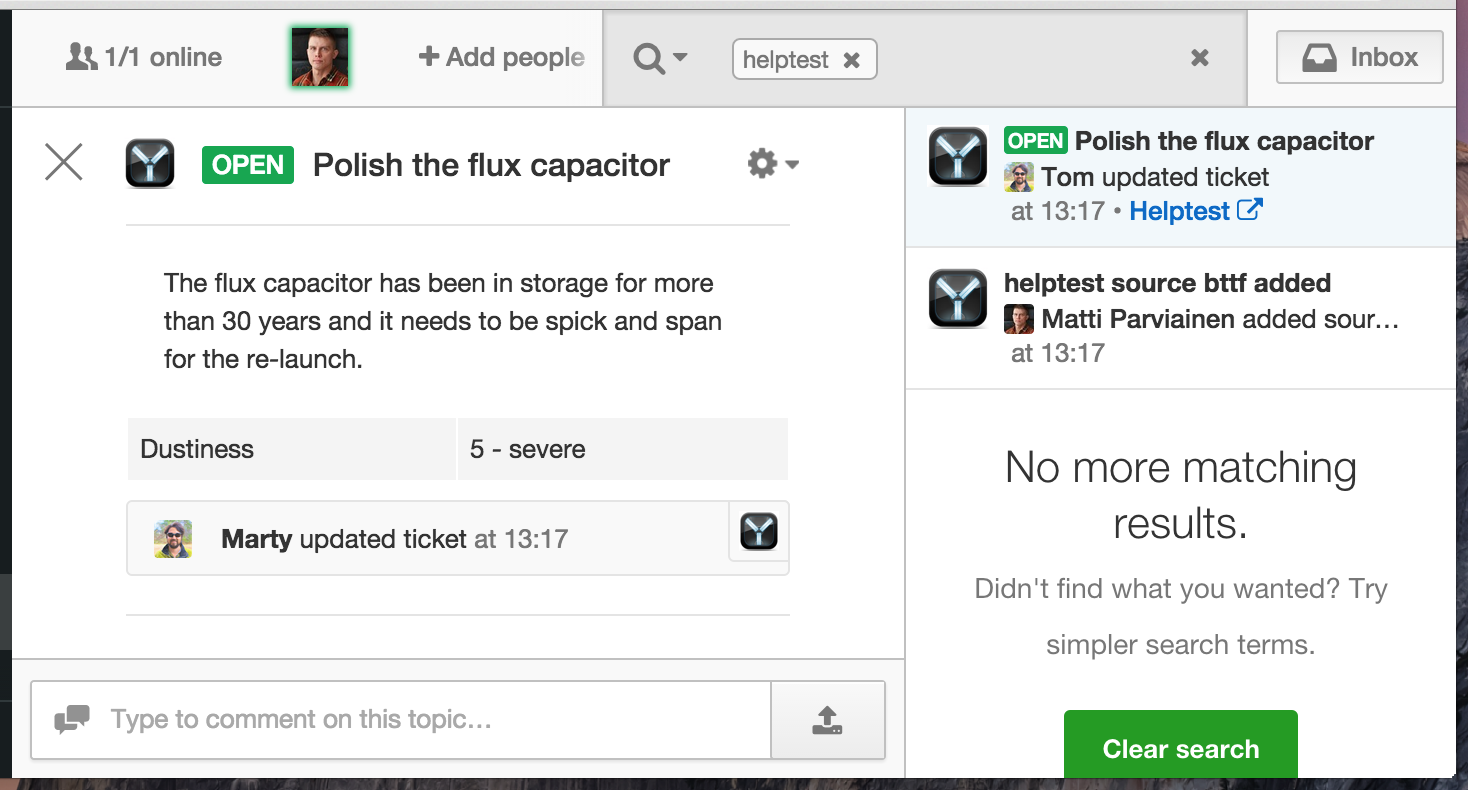 1/1 online
+ Add people
helptest
Inbox
OPEN Polish the flux capacitor
The flux capacitor has been in storage for more
than 30 years and it needs to be spick and span
for the re-launch.
Dustiness 5 - severe
Marty updated ticket at 13:17
Type to comment on this topic...
OPEN Polish the flux capacitor
Tom updated ticket
at 13:17 • Helptest
helptest source bttf added
Matti Parviainen added sour...
at 13:17
No more matching
results.
Didn't find what you wanted? Try
simpler search terms.
Clear search